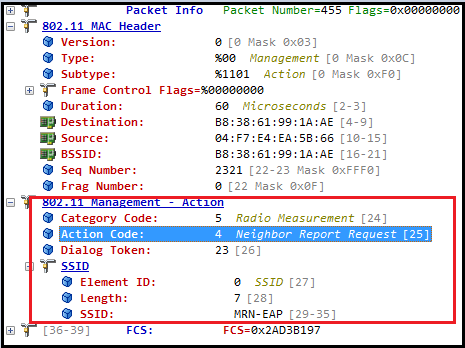 Packet Info Packet Number=455 Flags=0x00000000
802.11 MAC Header
Version: 0 [0 Mask 0x03]
Type: %00 Management [0 Mask 0x0C]
Subtype: %1101 Action [0 Mask 0xF0]
Frame Control Flags=%00000000
Duration: 60 Microseconds [2-3]
Destination: B8:38:61:99:1A:AE [4-9]
Source: 04:F7:E4:EA:5B:66 [10-15]
BSSID: B8:38:61:99:1A:AE [16-21]
Seq Number: 2321 [22-23 Mask 0xFFF0]
Frag Number: 0 [22 Mask 0x0F]
802.11 Management - Action
Category Code: 5 Radio Measurement [24]
Action Code: 4 Neighbor Report Request [25]
Dialog Token: 23 [26]
SSID
Element ID: 0 SSID [27]
Length: 7 [28]
SSID: MRN-EAP [29-35]
[36-39] FCS: FCS=0x2AD3B197